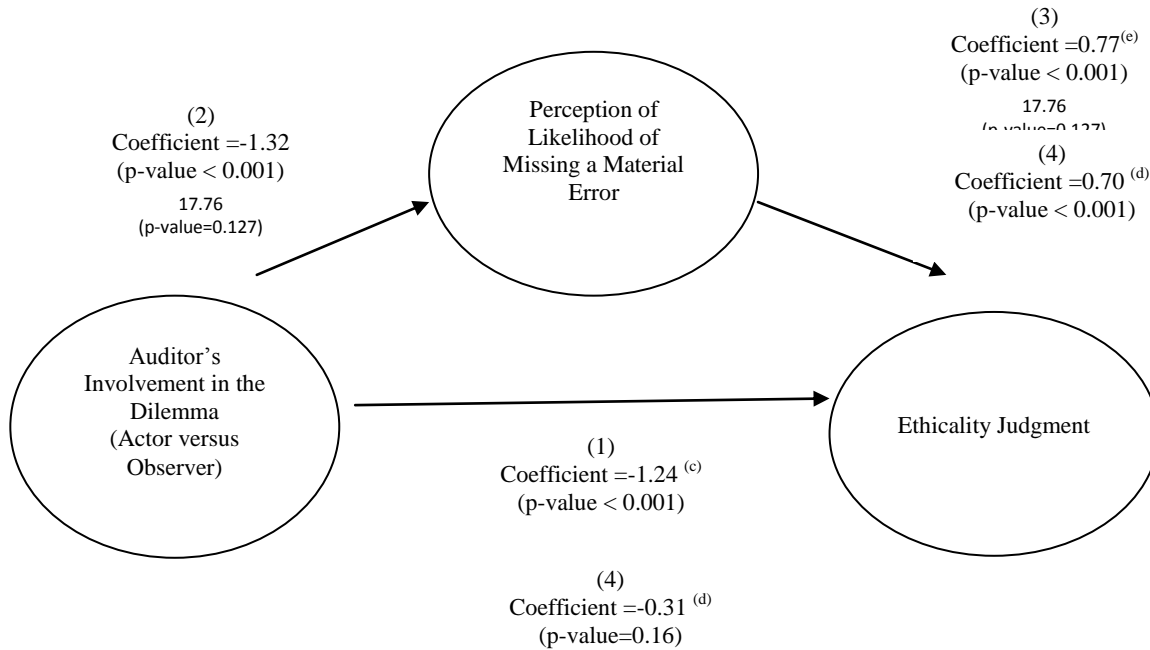 (2)
Coefficient =-1.32
(p-value < 0.001)
17.76
(p-value=0.127)
Perception of
Likelihood of
Missing a Material
Error
(3)
Coefficient =0.77(e)
(p-value < 0.001)
17.76
(p-value=0.127)
(4)
Coefficient =0.70 (d)
(p-value < 0.001)
Auditor’s
Involvement in the
Dilemma
(Actor versus
Observer)
(1)
Coefficient =-1.24 (c)
(p-value < 0.001)
(4)
Coefficient =-0.31 (d)
(p-value=0.16)
Ethicality Judgment